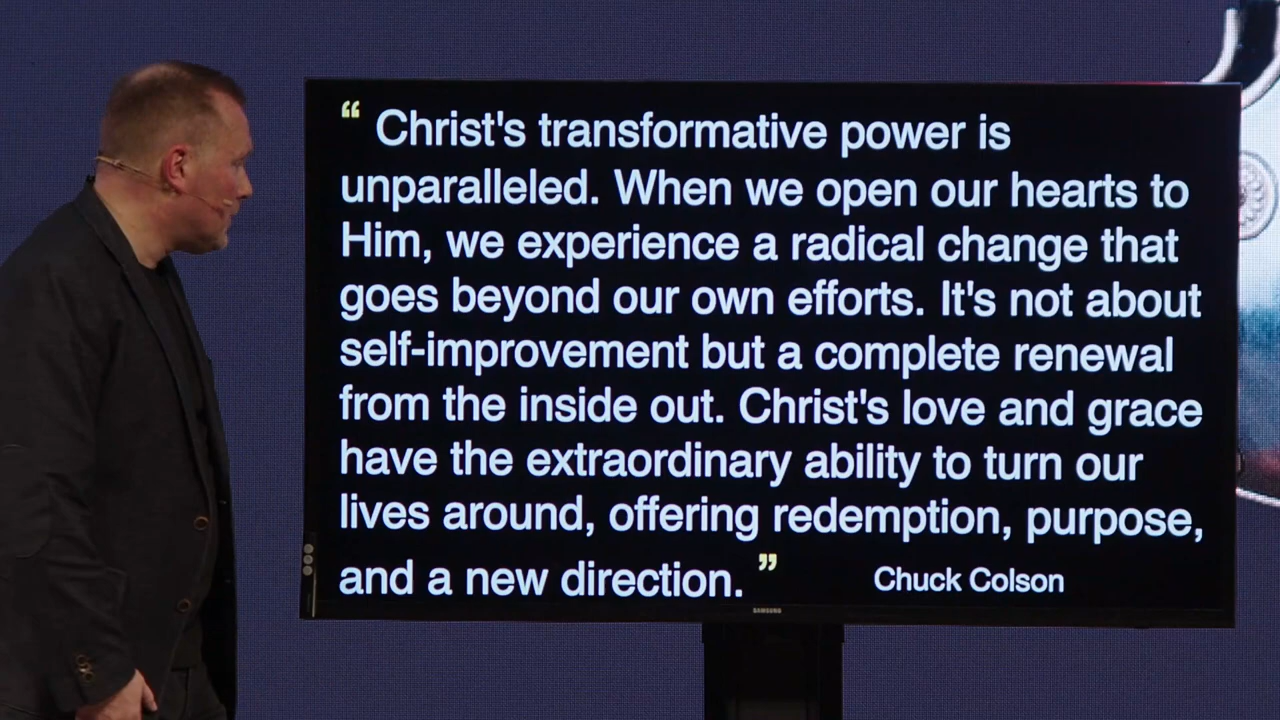 “ Christ's transformative power is
unparalleled. When we open our hearts to
Him, we experience a radical change that
goes beyond our own efforts. It's not about
self-improvement but a complete renewal
from the inside out. Christ's love and grace
have the extraordinary ability to turn our
lives around, offering redemption, purpose,
and a new direction. ” Chuck Colson
SAMSUNG